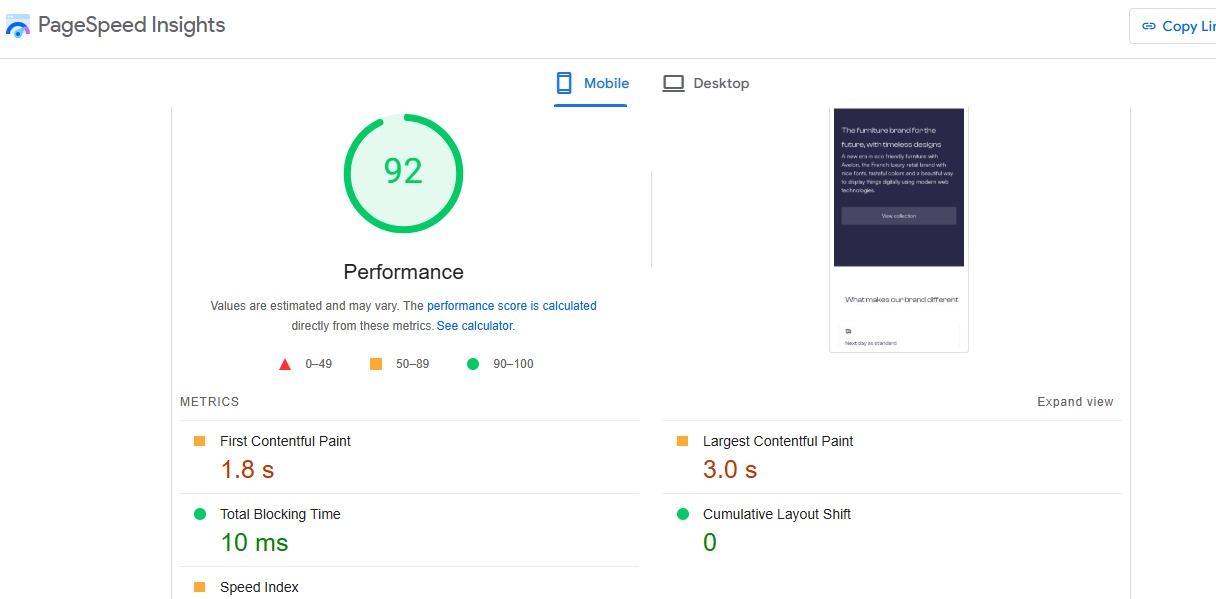 PageSpeed Insights
Copy Lin
Mobile
Desktop
92
Performance
Values are estimated and may vary. The performance score is calculated
directly from these metrics. See calculator.
0–49
50–89
90–100
The furniture brand for the
future, with timeless designs
A new era in eco friendly furniture with
Avelon, the French luxury retail brand with
nice fonts, tasteful colors and a beautiful way
to display things digitally using modern web
technologies.
View collection
What makes our brand different
Next day as standard
METRICS
Expand view
First Contentful Paint
1.8 s
Largest Contentful Paint
3.0 s
Total Blocking Time
10 ms
Cumulative Layout Shift
0
Speed Index